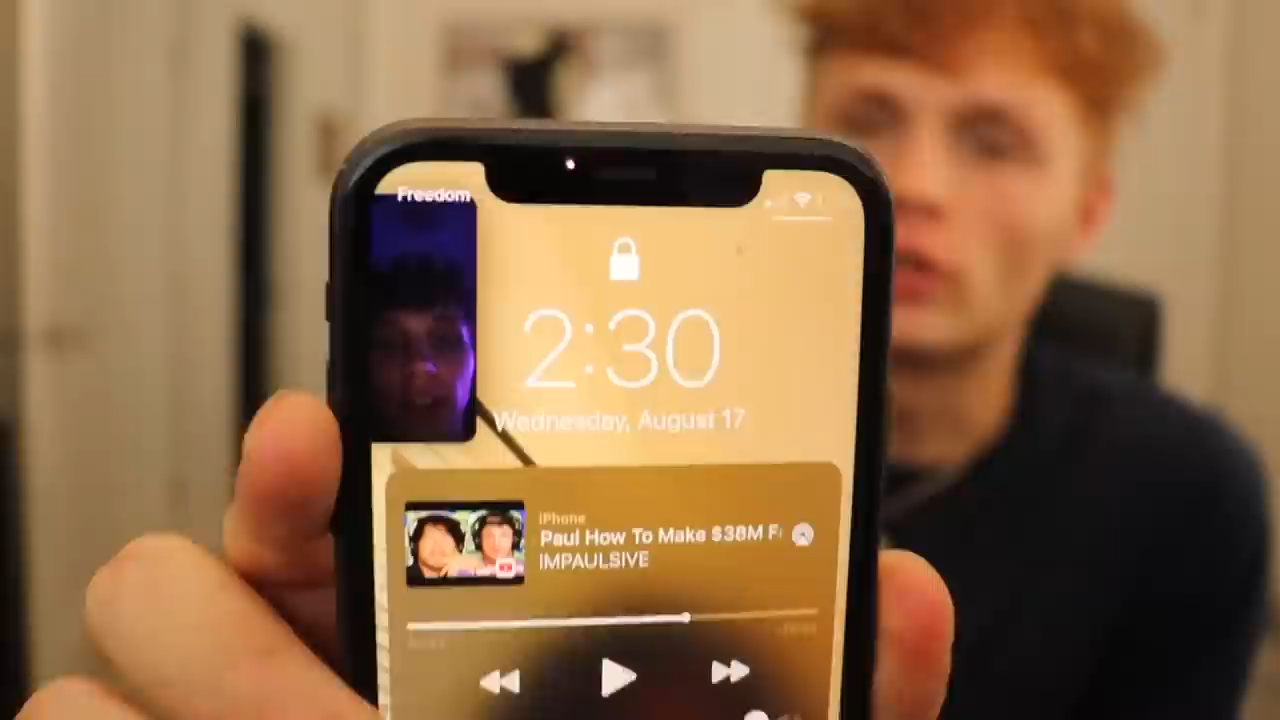 Freedom
2:30
Wednesday, August 17
iPhone
Paul How To Make $38M F
IMPAULSIVE